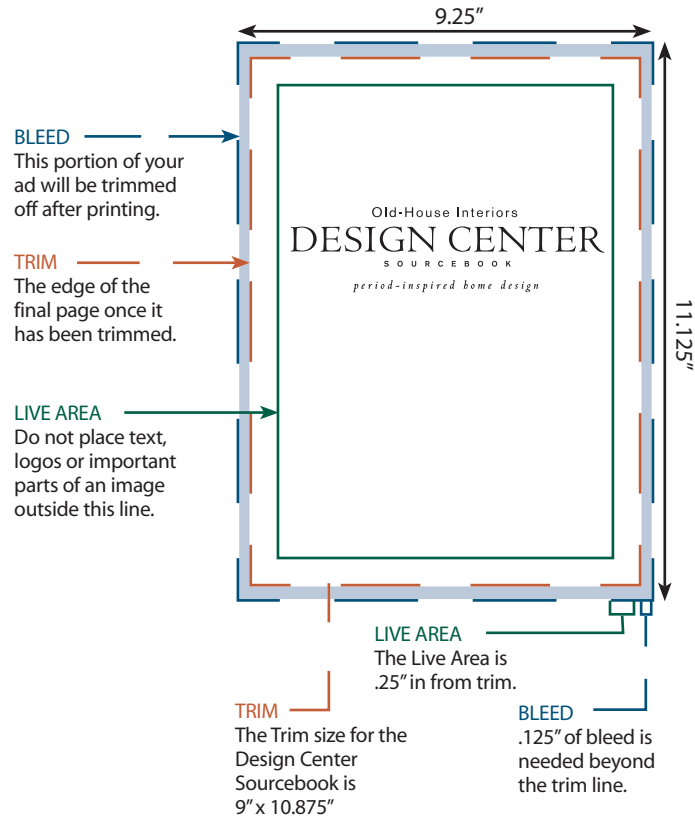 9.25”
BLEED
This portion of your
ad will be trimmed
off after printing.
TRIM
The edge of the
final page once it
has been trimmed.
LIVE AREA
Do not place text,
logos or important
parts of an image
outside this line.
Old-House Interiors
DESIGN CENTER
SOURCEBOOK
period-inspired home design
11.125”
LIVE AREA
The Live Area is
.25” in from trim.
TRIM
The Trim size for the
Design Center
Sourcebook is
9” x 10.875”
BLEED
.125” of bleed is
needed beyond
the trim line.